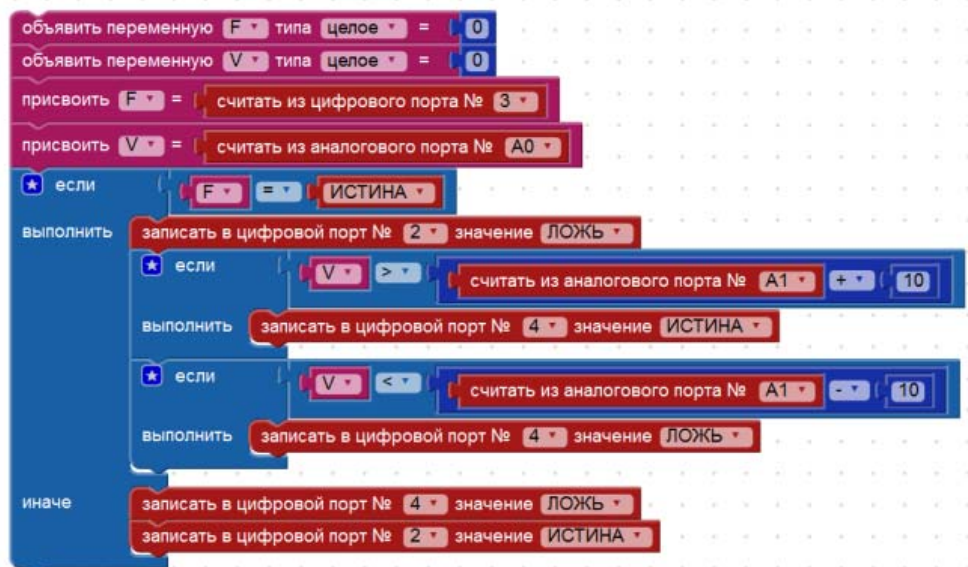 объявить переменную F типа целое = 0
объявить переменную V типа целое = 0
присвоить F = считать из цифрового порта № 3
присвоить V = считать из аналогового порта № A0
если F = ИСТИНА
выполнить записать в цифровой порт № 2 значение ЛОЖЬ
если V > считать из аналогового порта № A1 + 10
выполнить записать в цифровой порт № 4 значение ИСТИНА
если V < считать из аналогового порта № A1 - 10
выполнить записать в цифровой порт № 4 значение ЛОЖЬ
иначе записать в цифровой порт № 4 значение ЛОЖЬ
записать в цифровой порт № 2 значение ИСТИНА